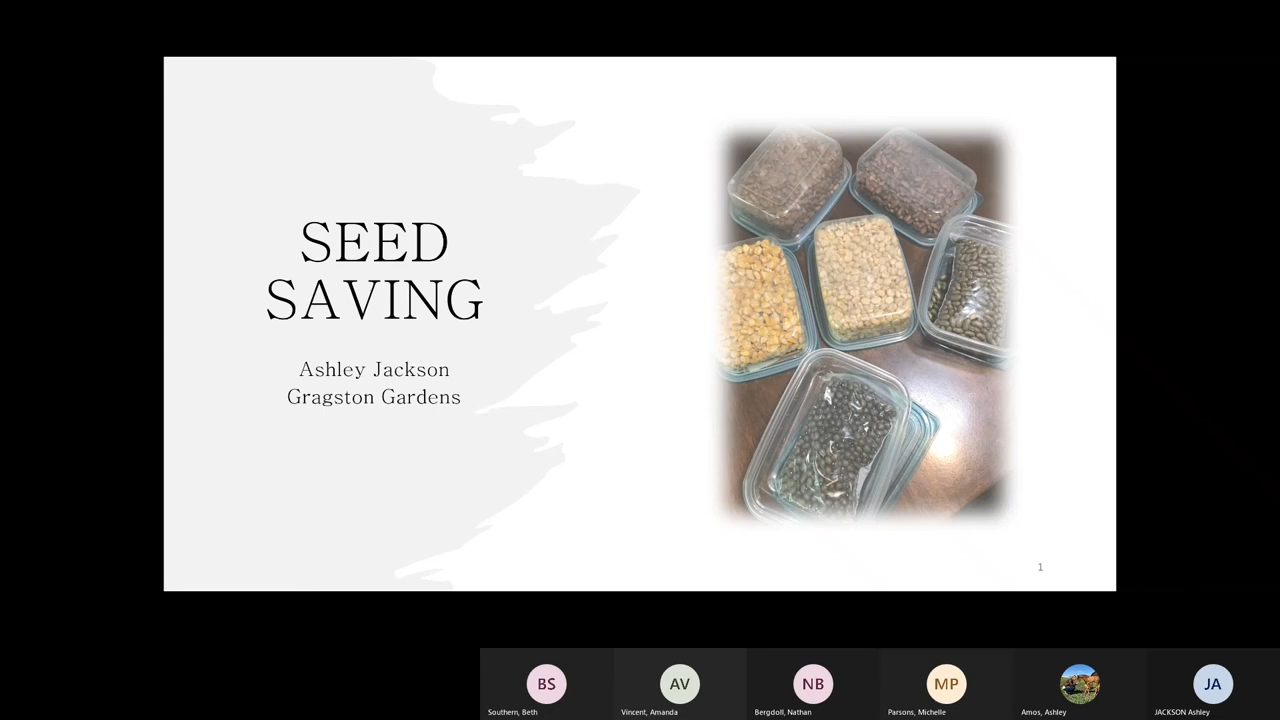 SEED
SAVING
Ashley Jackson
Gragston Gardens
1
BS
AV
NB
MP
JA
Southern, Beth
Vincent, Amanda
Bergdoll, Nathan
Parsons, Michelle
Amos, Ashley
JACKSON Ashley